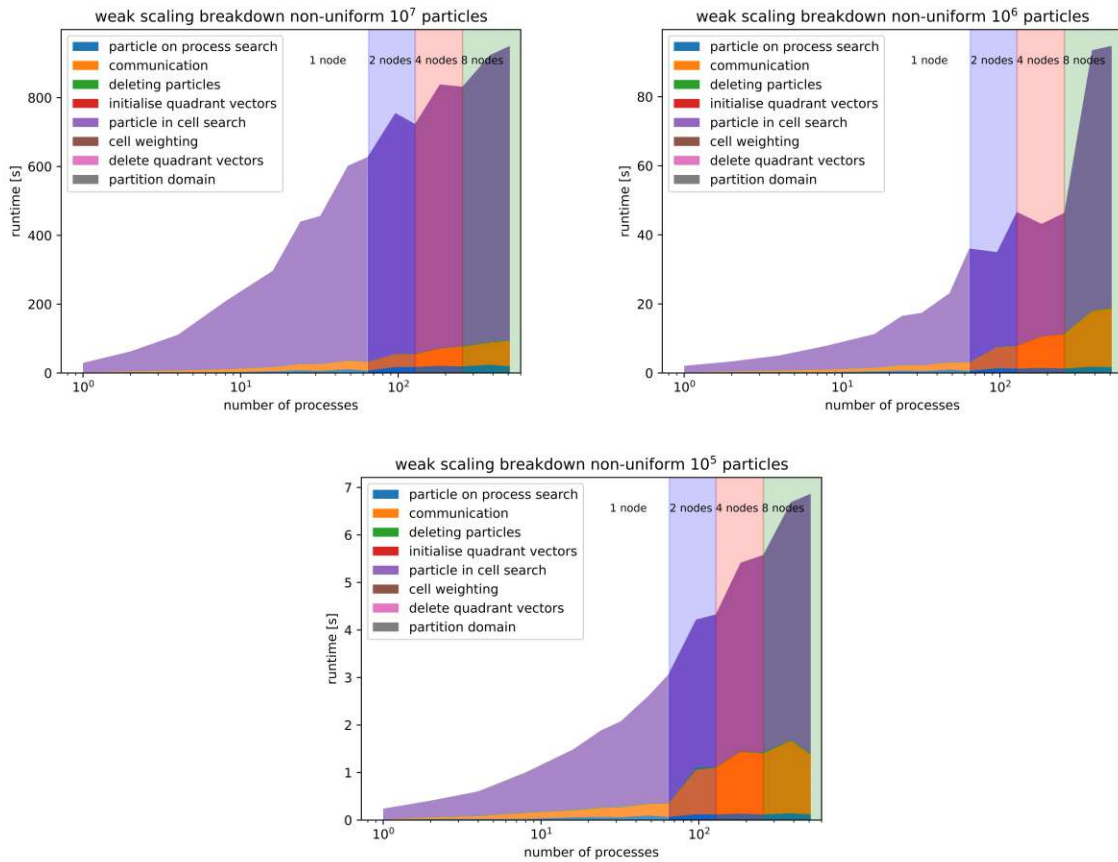 weak scaling breakdown non-uniform 10⁷ particles
particle on process search
communication
deleting particles
initialise quadrant vectors
particle in cell search
cell weighting
delete quadrant vectors
partition domain
1 node
2 nodes
4 nodes
8 nodes
runtime [s]
800
600
400
200
0
10⁰
10¹
10²
number of processes
weak scaling breakdown non-uniform 10⁶ particles
particle on process search
communication
deleting particles
initialise quadrant vectors
particle in cell search
cell weighting
delete quadrant vectors
partition domain
1 node
2 nodes
4 nodes
8 nodes
runtime [s]
80
60
40
20
0
10⁰
10¹
10²
number of processes
weak scaling breakdown non-uniform 10⁵ particles
particle on process search
communication
deleting particles
initialise quadrant vectors
particle in cell search
cell weighting
delete quadrant vectors
partition domain
1 node
2 nodes
4 nodes
8 nodes
runtime [s]
7
6
5
4
3
2
1
0
10⁰
10¹
10²
number of processes